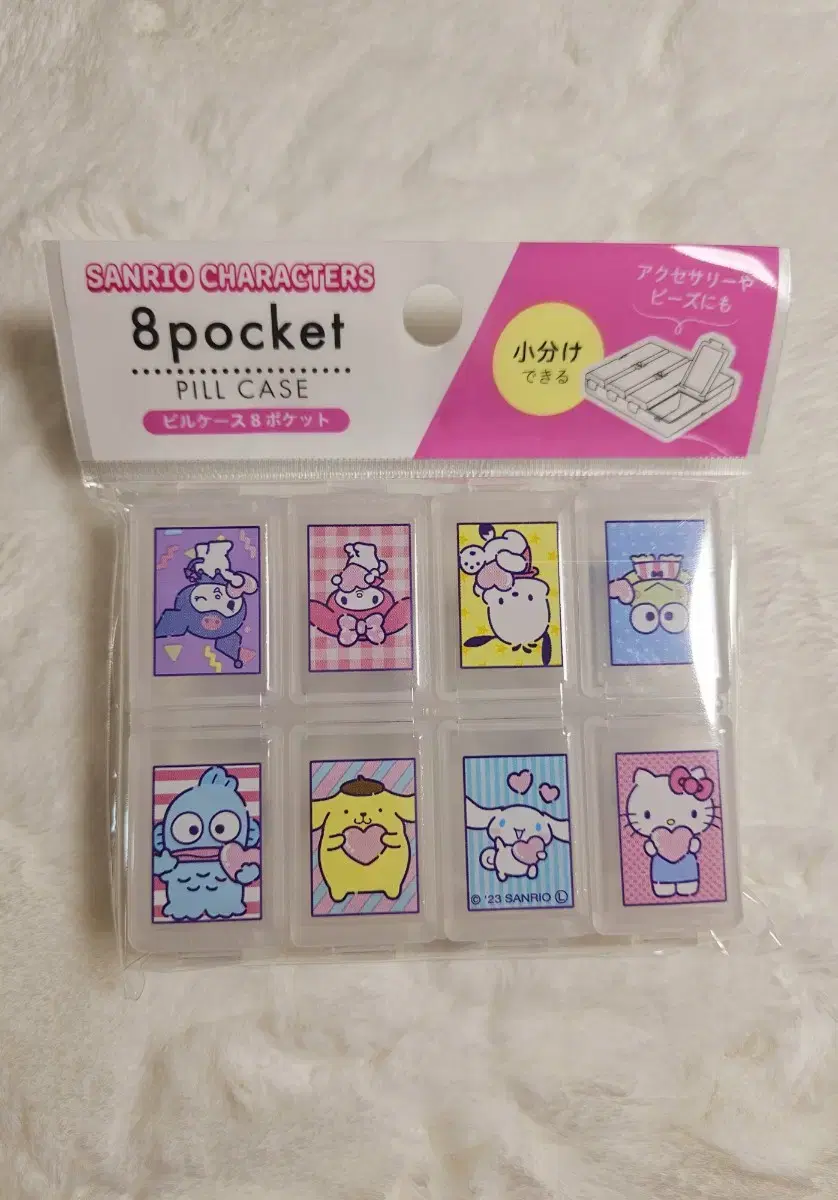 SANRIO CHARACTERS
8pocket
PILL CASE
ピルケース8ポケット
小分け
できる
アクセサリーや
ビーズにも
© '23 SANRIO Ⓛ